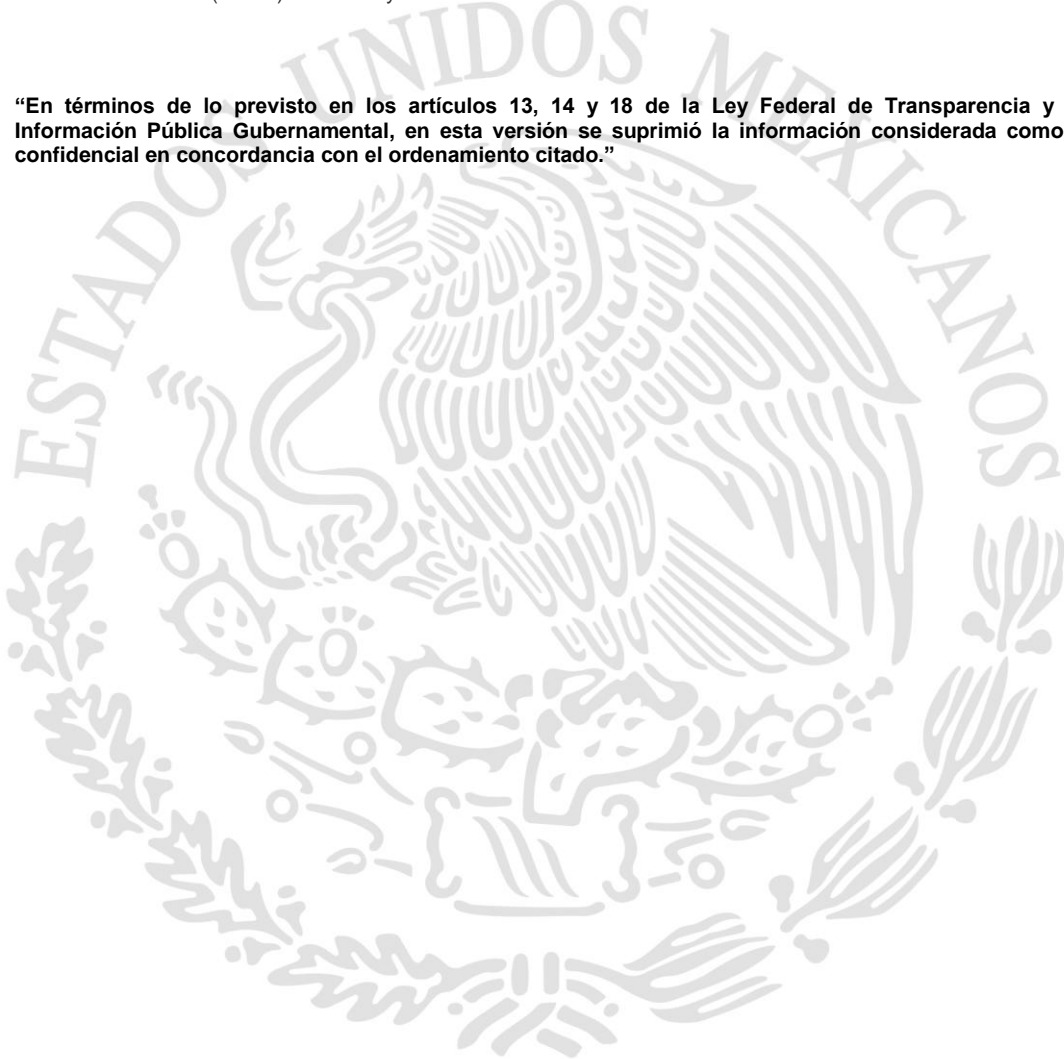 “En términos de lo previsto en los artículos 13, 14 y 18 de la Ley Federal de Transparencia y
Información Pública Gubernamental, en esta versión se suprimió la información considerada como
confidencial en concordancia con el ordenamiento citado.”
ESTADOS UNIDOS MEXICANOS